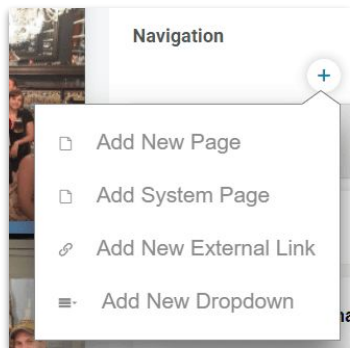 Navigation
+
Add New Page
Add System Page
Add New External Link
Add New Dropdown